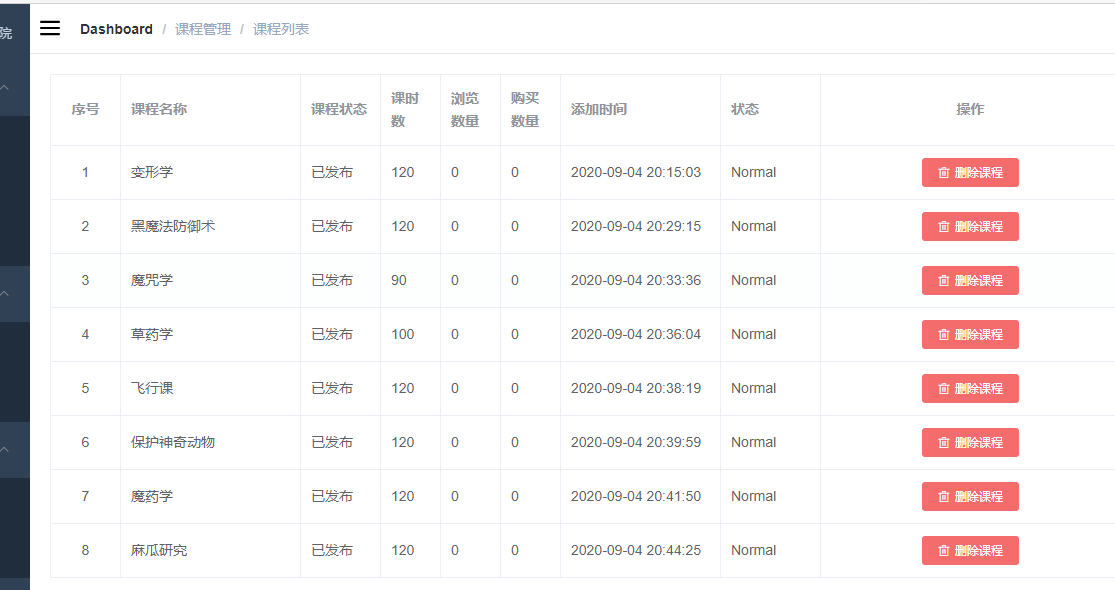 院
Dashboard / 课程管理 / 课程列表
序号 课程名称 课程状态 课时数 浏览数量 购买数量 添加时间 状态 操作
1 变形学 已发布 120 0 0 2020-09-04 20:15:03 Normal 删除课程
2 黑魔法防御术 已发布 120 0 0 2020-09-04 20:29:15 Normal 删除课程
3 魔咒学 已发布 90 0 0 2020-09-04 20:33:36 Normal 删除课程
4 草药学 已发布 100 0 0 2020-09-04 20:36:04 Normal 删除课程
5 飞行课 已发布 120 0 0 2020-09-04 20:38:19 Normal 删除课程
6 保护神奇动物 已发布 120 0 0 2020-09-04 20:39:59 Normal 删除课程
7 魔药学 已发布 120 0 0 2020-09-04 20:41:50 Normal 删除课程
8 麻瓜研究 已发布 120 0 0 2020-09-04 20:44:25 Normal 删除课程